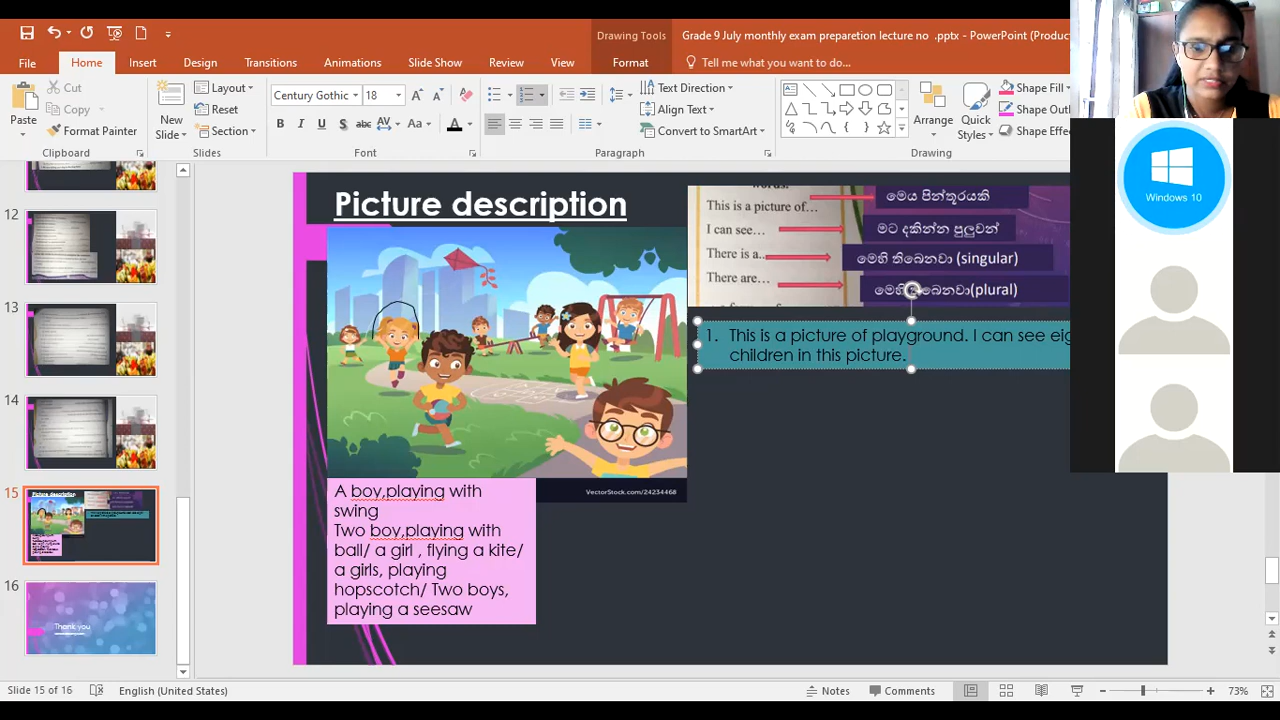 Drawing Tools
Grade 9 July monthly exam preparetion lecture no .pptx - PowerPoint (Produc
File
Home
Insert
Design
Transitions
Animations
Slide Show
Review
View
Format
Tell me what you want to do...
Paste
Cut
Copy
Format Painter
Clipboard
New Slide
Layout
Reset
Section
Slides
Century Gothic
18
B I U S abc AV Aa A
Font
Text Direction
Align Text
Convert to SmartArt
Paragraph
Arrange
Quick Styles
Shape Fill
Shape Outl
Shape Effe
Drawing
Windows 10
12
13
14
15
16
Thank you
Picture description
words:
This is a picture of...
I can see...
There is a..
There are...
මෙය පින්තූරයකි
මට දකින්න පුලුවන්
මෙහි තිබෙනවා (singular)
මෙහි තිබෙනවා(plural)
1. This is a picture of playground. I can see eig
children in this picture.
VectorStock.com/24234468
A boy,playing with
swing
Two boy,playing with
ball/ a girl , flying a kite/
a girls, playing
hopscotch/ Two boys,
playing a seesaw
Slide 15 of 16
English (United States)
Notes
Comments
73%